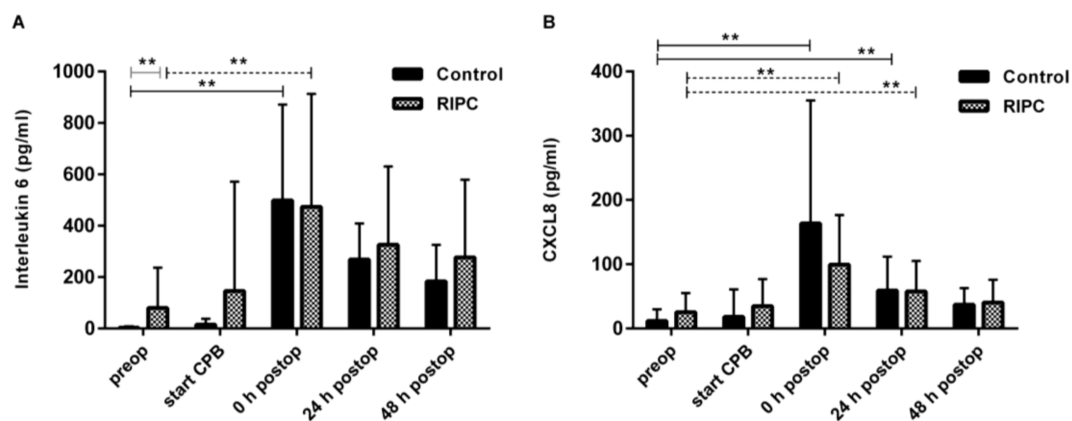 A
**
**
**
1000
800
600
400
200
0
Interleukin 6 (pg/ml)
Control
RIPC
preop
start CPB
0 h postop
24 h postop
48 h postop
B
**
**
**
**
400
300
200
100
0
CXCL8 (pg/ml)
Control
RIPC
preop
start CPB
0 h postop
24 h postop
48 h postop